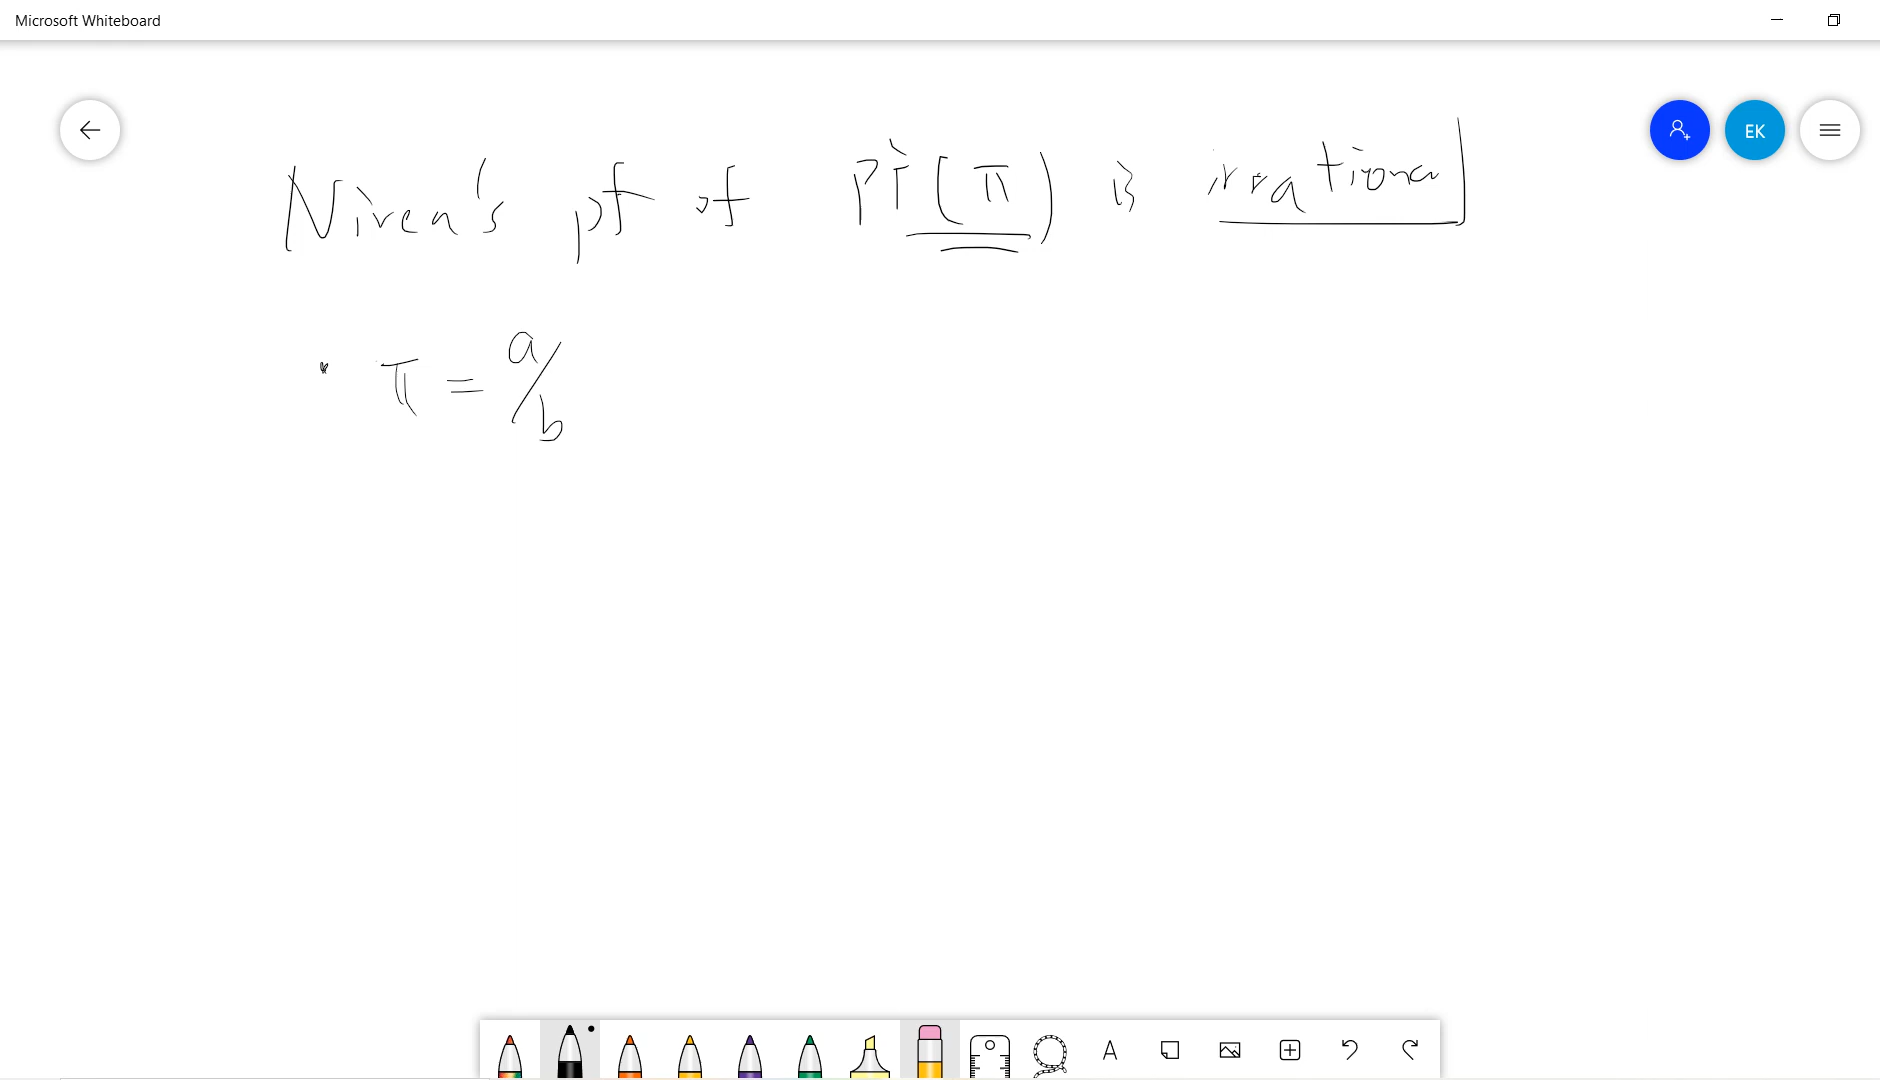 Microsoft Whiteboard
EK
Niven's pf of PI (π) is irrational
π = a/b
A